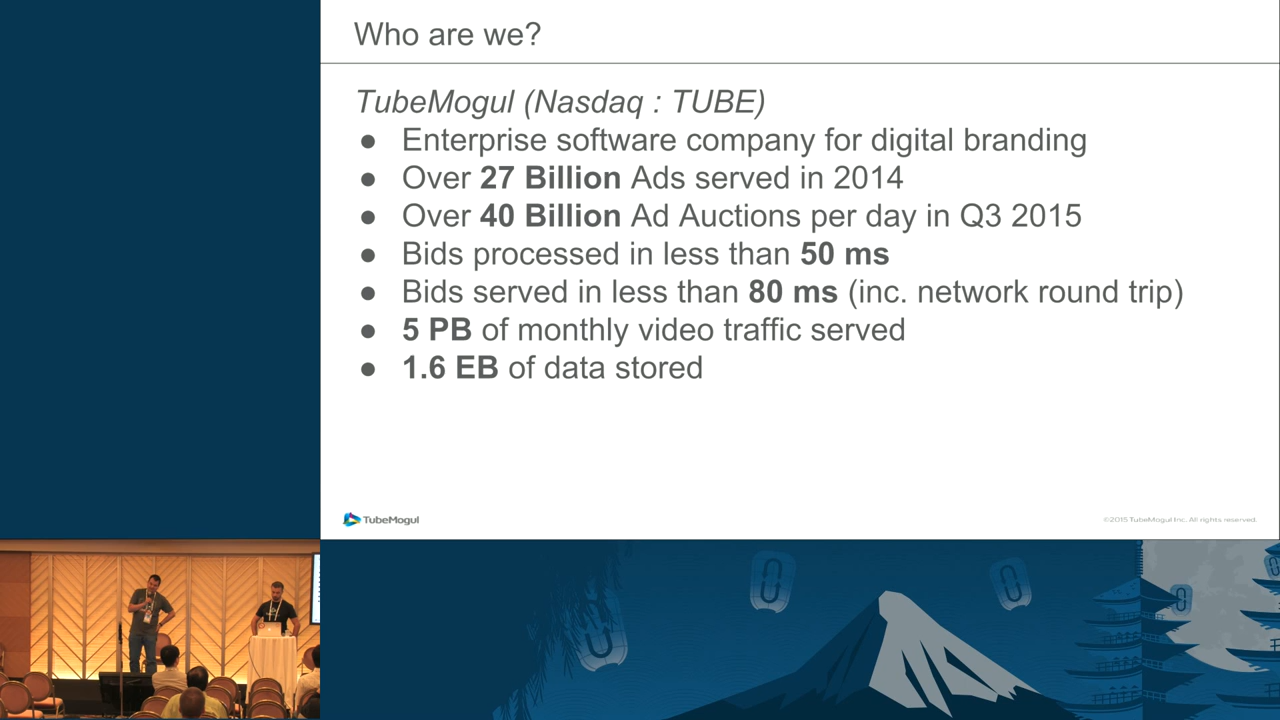 Who are we?
TubeMogul (Nasdaq : TUBE)
● Enterprise software company for digital branding
● Over 27 Billion Ads served in 2014
● Over 40 Billion Ad Auctions per day in Q3 2015
● Bids processed in less than 50 ms
● Bids served in less than 80 ms (inc. network round trip)
● 5 PB of monthly video traffic served
● 1.6 EB of data stored
TubeMogul
©2015 TubeMogul Inc. All rights reserved.